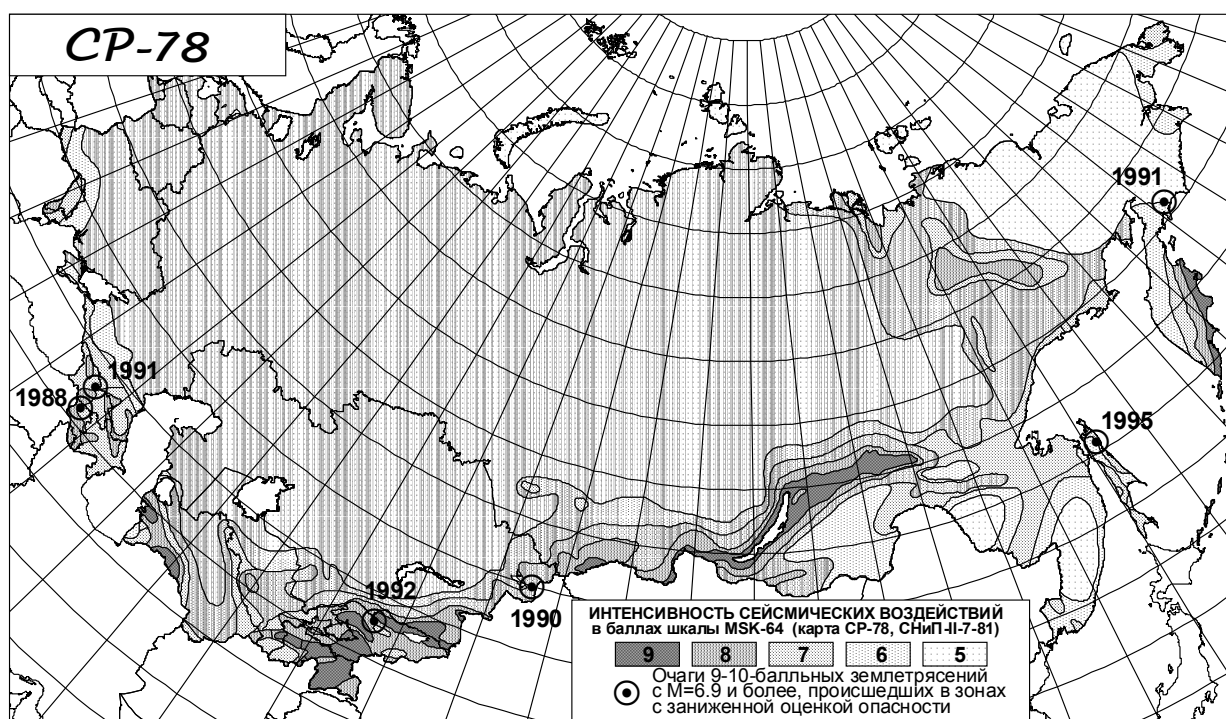 СР-78
1991
1991
1988
1995
1992
1990
ИНТЕНСИВНОСТЬ СЕЙСМИЧЕСКИХ ВОЗДЕЙСТВИЙ
в баллах шкалы MSK-64 (карта СР-78, СНиП-II-7-81)
9 8 7 6 5
Очаги 9-10-балльных землетрясений
с М=6.9 и более, происшедших в зонах
с заниженной оценкой опасности